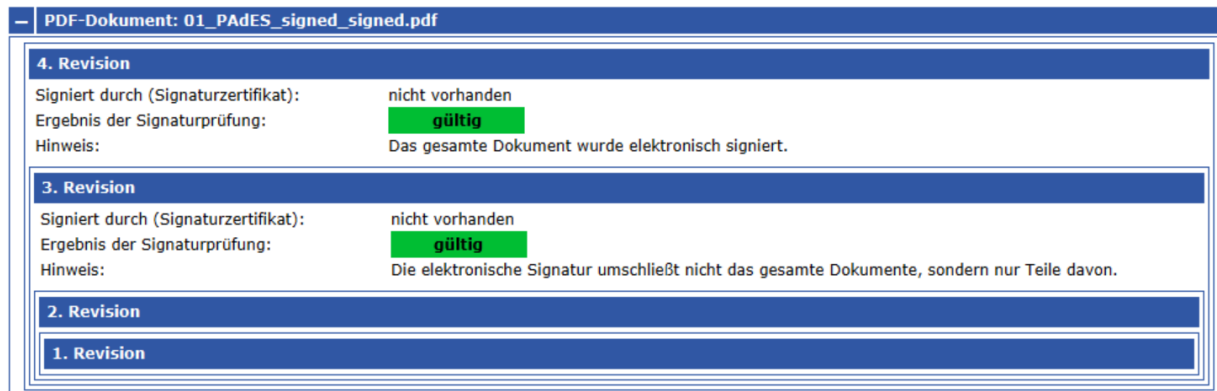 PDF-Dokument: 01_PAdES_signed_signed.pdf
4. Revision
Signiert durch (Signaturzertifikat): nicht vorhanden
Ergebnis der Signaturprüfung: gültig
Hinweis: Das gesamte Dokument wurde elektronisch signiert.
3. Revision
Signiert durch (Signaturzertifikat): nicht vorhanden
Ergebnis der Signaturprüfung: gültig
Hinweis: Die elektronische Signatur umschließt nicht das gesamte Dokumente, sondern nur Teile davon.
2. Revision
1. Revision